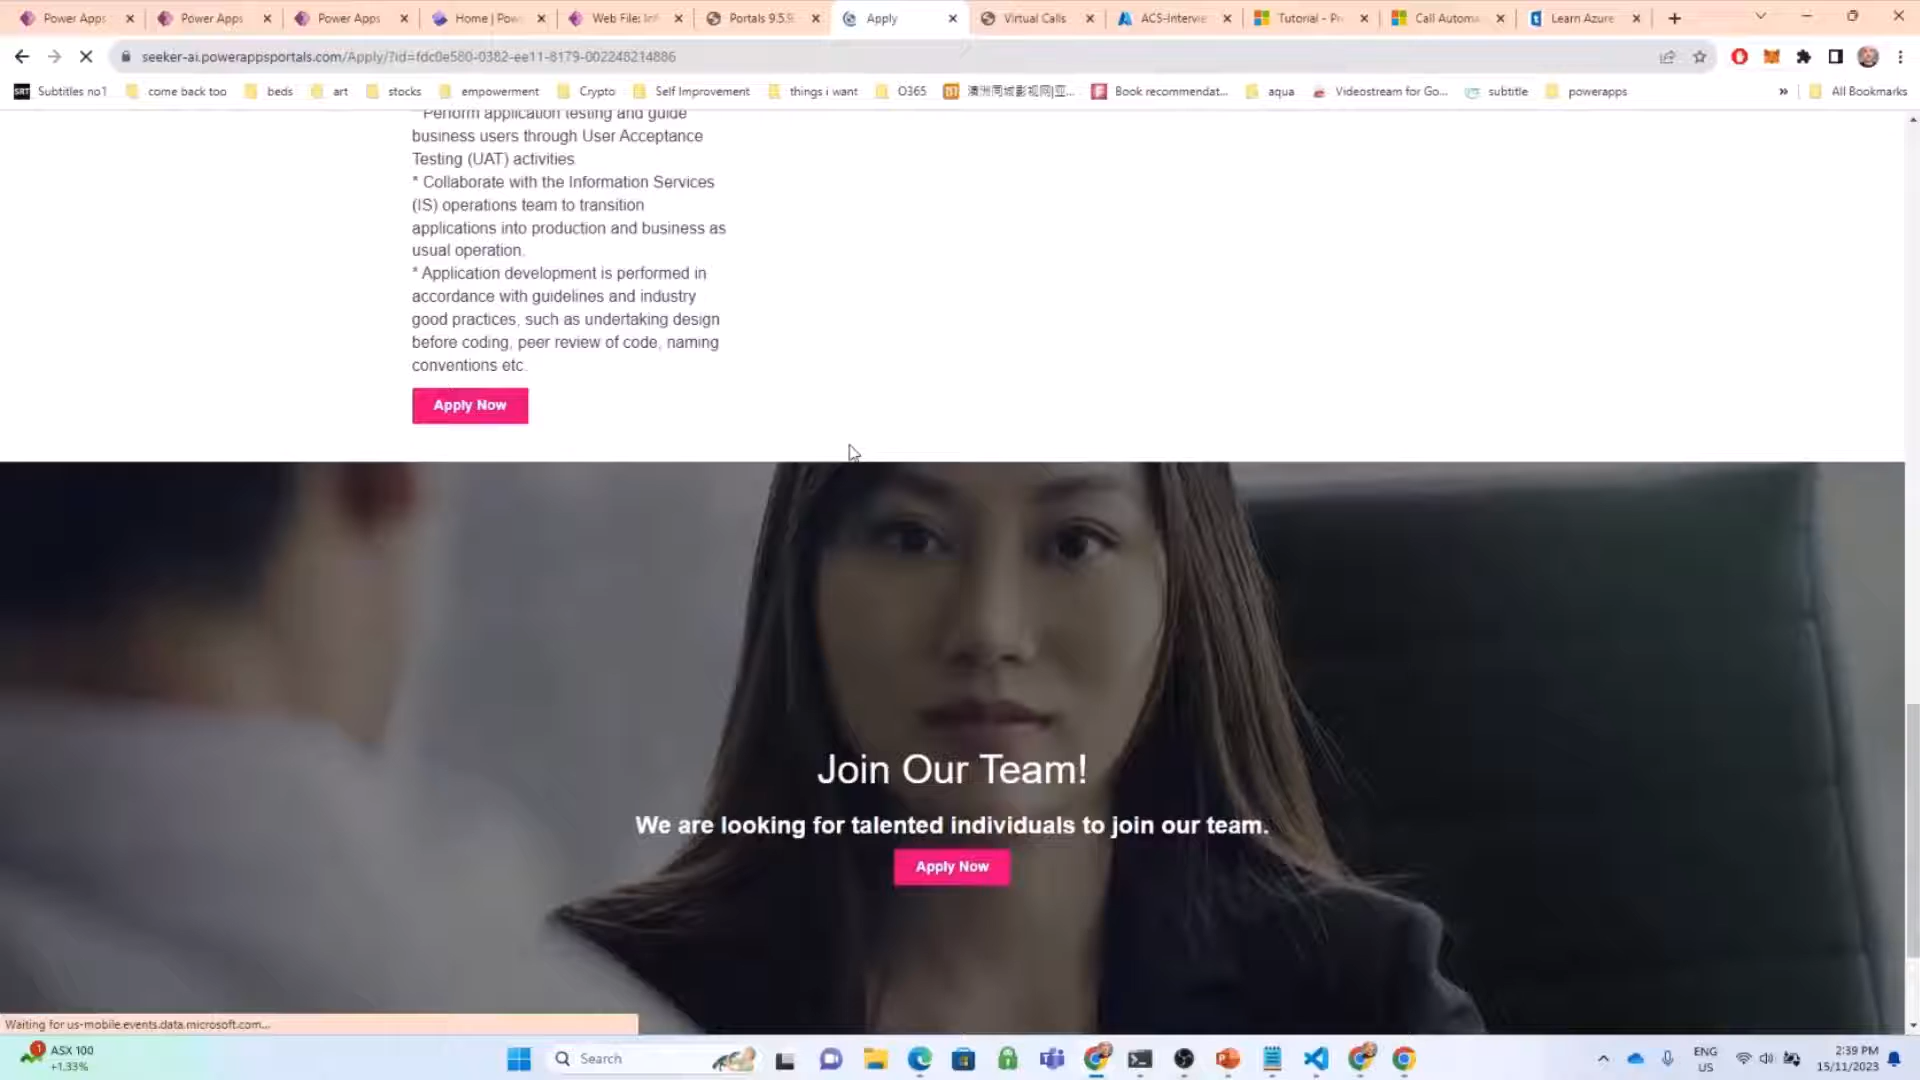 Power Apps
Power Apps
Power Apps
Home | Pow
Web File: In
Portals 9.5.9
Apply
Virtual Calls
ACS-Intervie
Tutorial - Pr
Call Automa
Learn Azure
seeker-ai.powerappsportals.com/Apply/?id=fdc0e580-0382-ee11-8179-002248214886
SRT Subtitles no1
come back too
beds
art
stocks
empowerment
Crypto
Self Improvement
things i want
O365
澳洲同城影视网|亚...
Book recommendat...
aqua
Videostream for Go...
subtitle
powerapps
»
All Bookmarks
* Perform application testing and guide
business users through User Acceptance
Testing (UAT) activities
* Collaborate with the Information Services
(IS) operations team to transition
applications into production and business as
usual operation.
* Application development is performed in
accordance with guidelines and industry
good practices, such as undertaking design
before coding, peer review of code, naming
conventions etc.
Apply Now
Join Our Team!
We are looking for talented individuals to join our team.
Apply Now
Waiting for us-mobile.events.data.microsoft.com...
1
ASX 100
+1.33%
Search
ENG
US
2:39 PM
15/11/2023